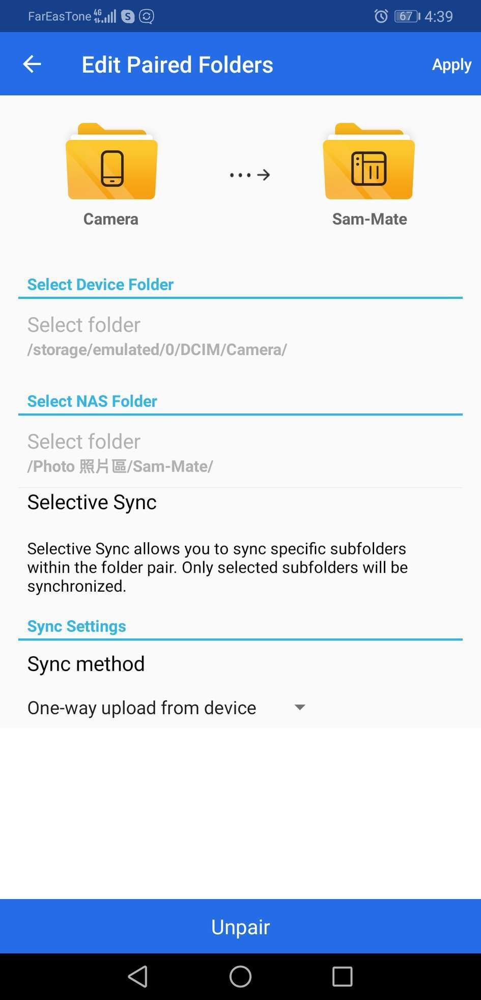 FarEasTone 4G S 67 4:39
Edit Paired Folders Apply
Camera Sam-Mate
Select Device Folder
Select folder
/storage/emulated/0/DCIM/Camera/
Select NAS Folder
Select folder
/Photo 照片區/Sam-Mate/
Selective Sync
Selective Sync allows you to sync specific subfolders
within the folder pair. Only selected subfolders will be
synchronized.
Sync Settings
Sync method
One-way upload from device
Unpair